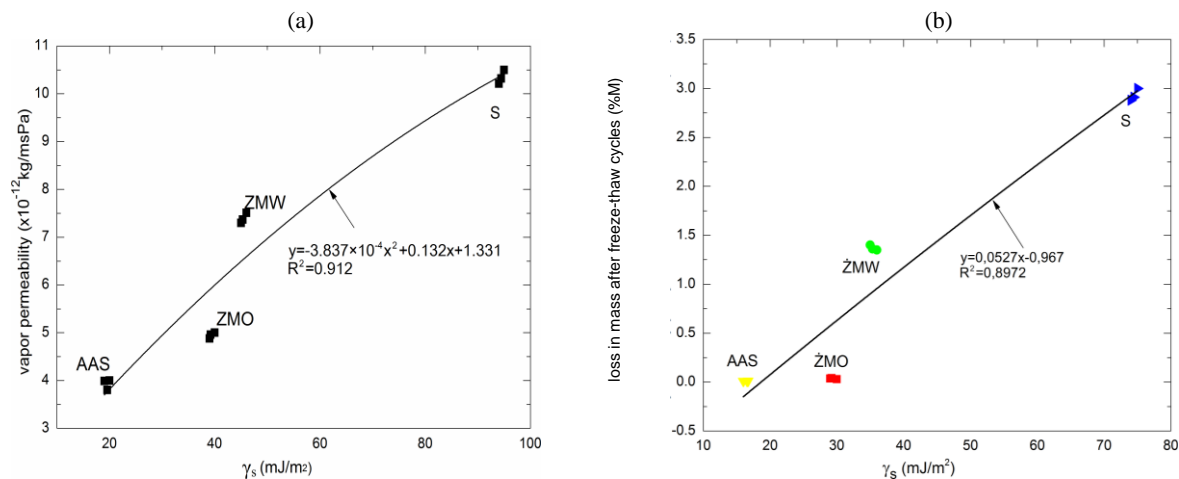 (a)
11
10
9
8
7
6
5
4
3
vapor permeability (x10⁻¹²kg/msPa)
S
ZMW
y=-3.837×10⁻⁴x²+0.132x+1.331
R²=0.912
ZMO
AAS
20 40 60 80 100
γₛ (mJ/m²)
(b)
3.5
3.0
2.5
2.0
1.5
1.0
0.5
0.0
-0.5
loss in mass after freeze-thaw cycles (%M)
S
ŻMW
y=0,0527x-0,967
R²=0,8972
AAS
ŻMO
10 20 30 40 50 60 70 80
γₛ (mJ/m²)